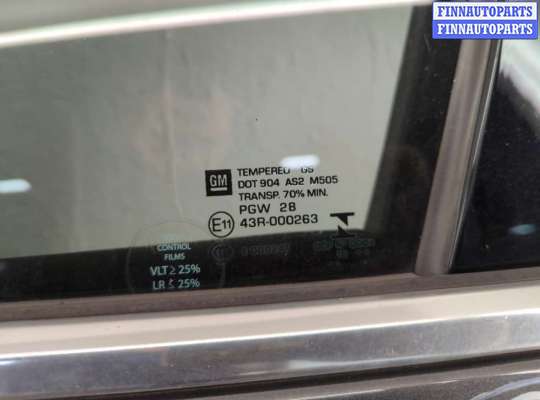 FINNAUTOPARTS
FINNAUTOPARTS
GM
TEMPERED GS
DOT 904 AS2 M505
TRANSP. 70% MIN.
PGW 28
E11 43R-000263
CONTROL
FILMS
VLT ≥ 25%
LR ≤ 25%